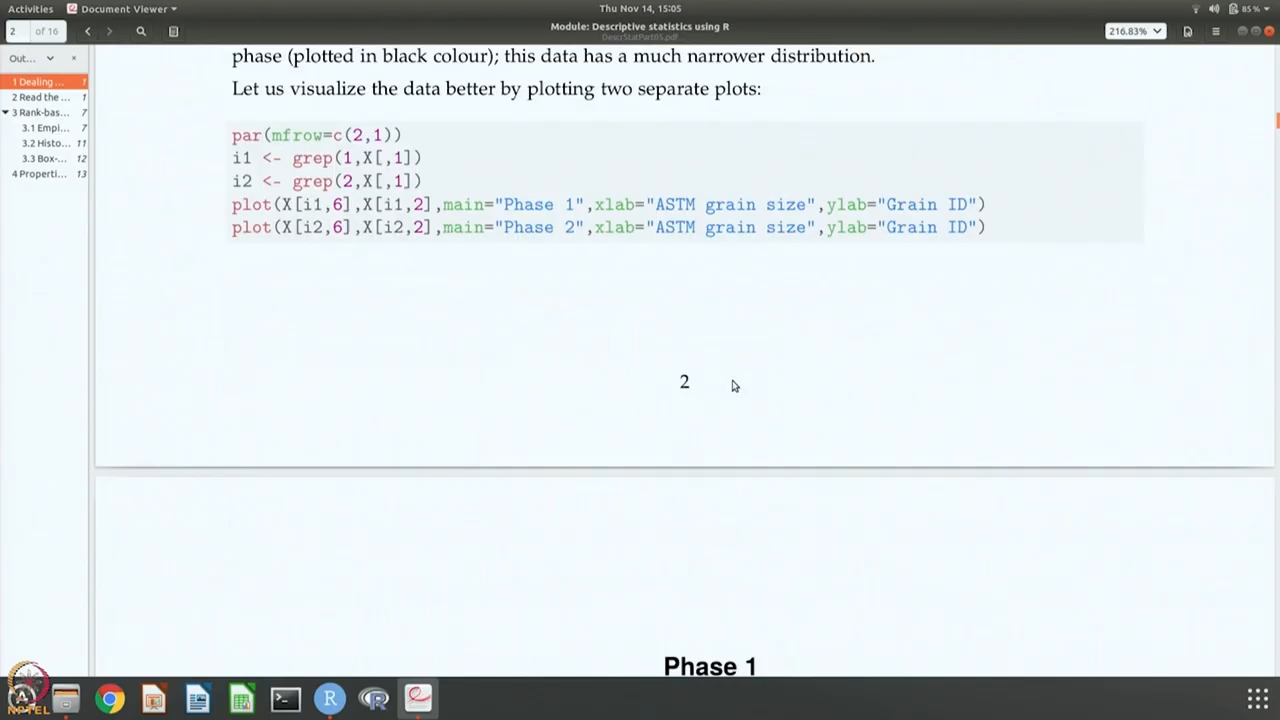 Activities
Document Viewer
Thu Nov 14, 15:05
85 %
2
of 16
Module: Descriptive statistics using R
DescrStatPart05.pdf
216.83%
Out...
1 Dealing ... 1
2 Read the ... 1
3 Rank-bas... 7
3.1 Empi... 7
3.2 Histo... 11
3.3 Box-... 12
4 Properti... 13
phase (plotted in black colour); this data has a much narrower distribution.
Let us visualize the data better by plotting two separate plots:
par(mfrow=c(2,1))
i1 <- grep(1,X[,1])
i2 <- grep(2,X[,1])
plot(X[i1,6],X[i1,2],main="Phase 1",xlab="ASTM grain size",ylab="Grain ID")
plot(X[i2,6],X[i2,2],main="Phase 2",xlab="ASTM grain size",ylab="Grain ID")
2
Phase 1
NPTEL